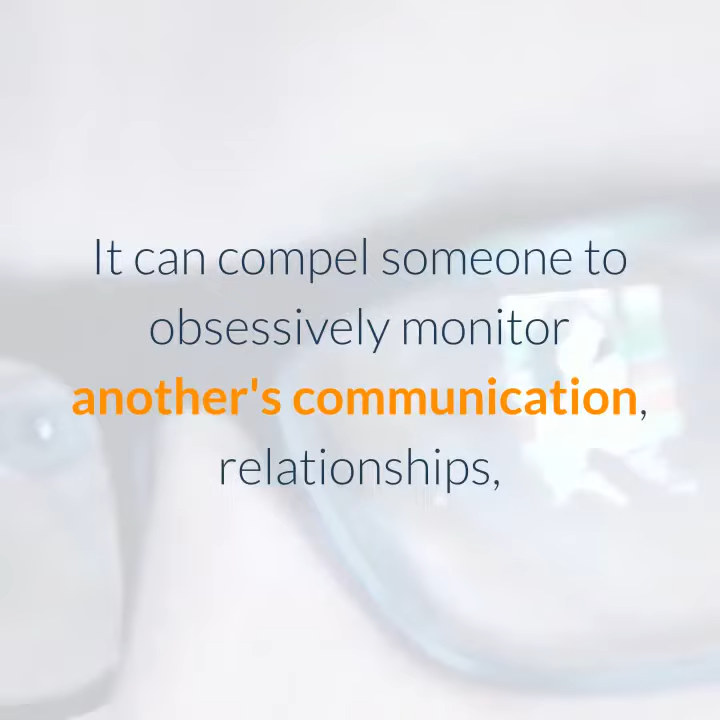 It can compel someone to
obsessively monitor
another's communication,
relationships,